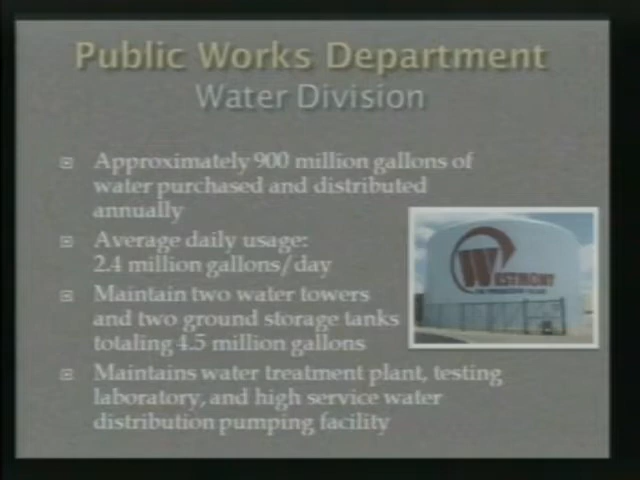 Public Works Department
Water Division
Approximately 900 million gallons of
water purchased and distributed
annually
Average daily usage:
2.4 million gallons/day
Maintain two water towers
and two ground storage tanks
totaling 4.5 million gallons
Maintains water treatment plant, testing
laboratory, and high service water
distribution pumping facility
WESTMONT